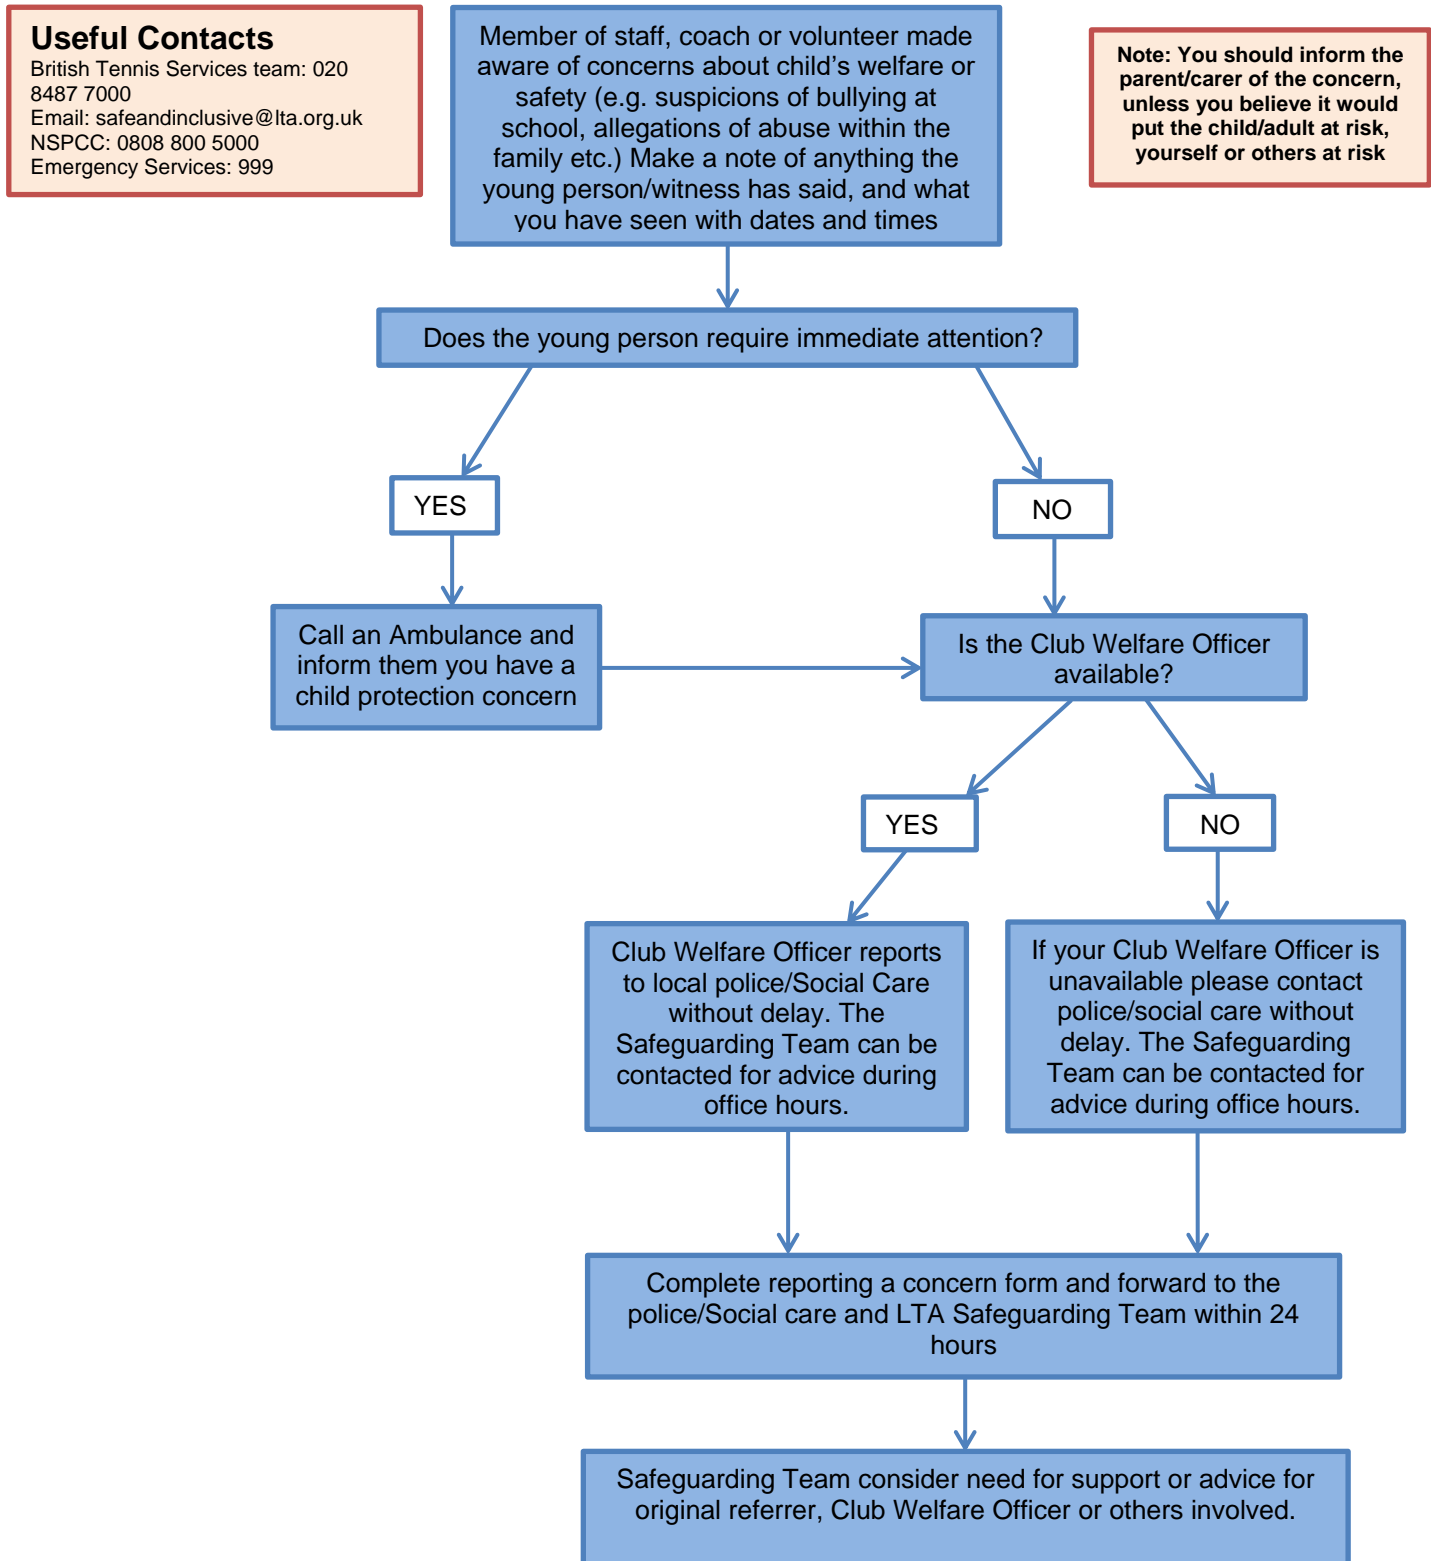 Useful Contacts
British Tennis Services team: 020
8487 7000
Email: safeandinclusive@lta.org.uk
NSPCC: 0808 800 5000
Emergency Services: 999
Member of staff, coach or volunteer made
aware of concerns about child’s welfare or
safety (e.g. suspicions of bullying at
school, allegations of abuse within the
family etc.) Make a note of anything the
young person/witness has said, and what
you have seen with dates and times
Note: You should inform the
parent/carer of the concern,
unless you believe it would
put the child/adult at risk,
yourself or others at risk
Does the young person require immediate attention?
YES
NO
Call an Ambulance and
inform them you have a
child protection concern
Is the Club Welfare Officer
available?
YES
NO
Club Welfare Officer reports
to local police/Social Care
without delay. The
Safeguarding Team can be
contacted for advice during
office hours.
If your Club Welfare Officer is
unavailable please contact
police/social care without
delay. The Safeguarding
Team can be contacted for
advice during office hours.
Complete reporting a concern form and forward to the
police/Social care and LTA Safeguarding Team within 24
hours
Safeguarding Team consider need for support or advice for
original referrer, Club Welfare Officer or others involved.